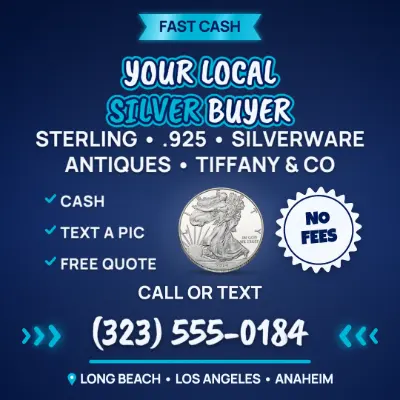 FAST CASH
YOUR LOCAL
SILVER BUYER
STERLING • .925 • SILVERWARE
ANTIQUES • TIFFANY & CO
CASH
TEXT A PIC
FREE QUOTE
NO
FEES
CALL OR TEXT
(323) 555-0184
LONG BEACH • LOS ANGELES • ANAHEIM